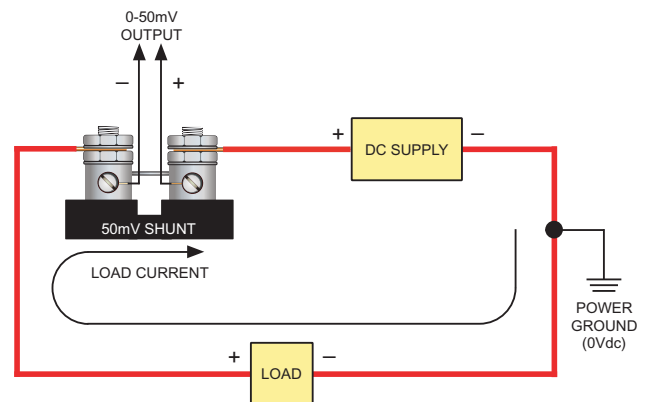 0-50mV
OUTPUT
– +
+ DC SUPPLY –
50mV SHUNT
LOAD CURRENT
POWER
GROUND
(0Vdc)
+ LOAD –